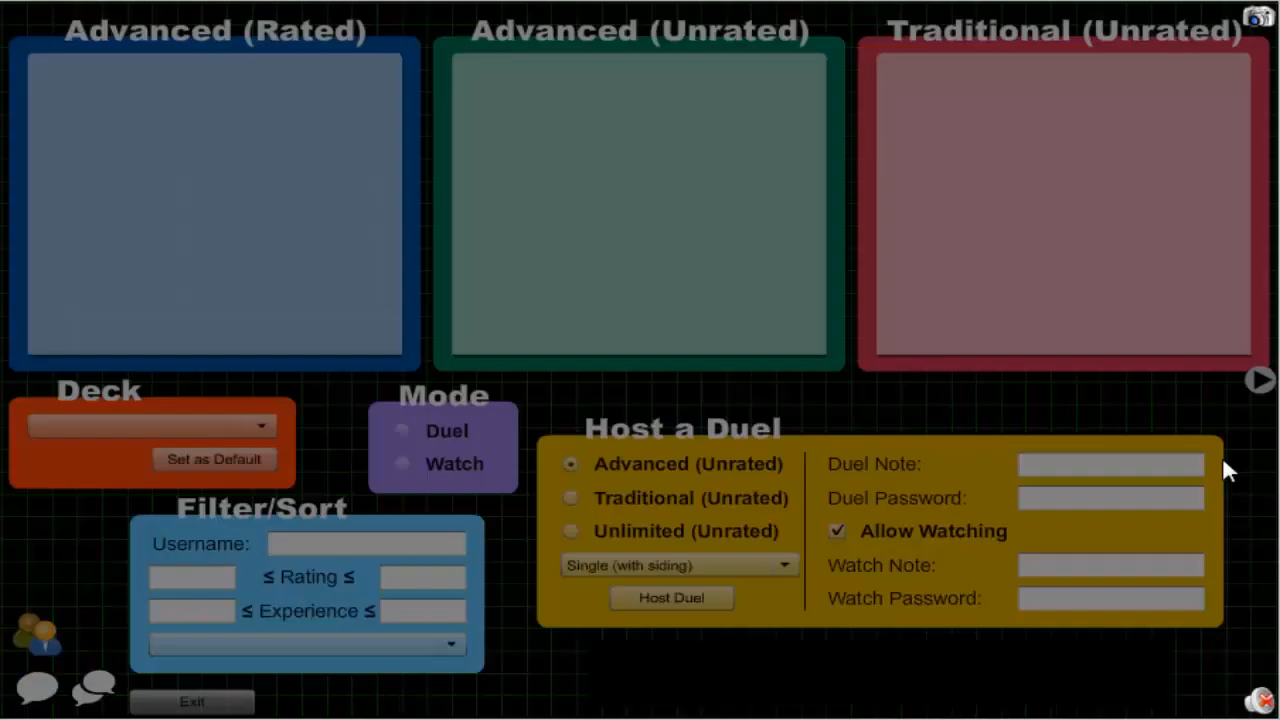 Advanced (Rated)
Advanced (Unrated)
Traditional (Unrated)
Deck
Set as Default
Mode
Duel
Watch
Filter/Sort
Username:
≤ Rating ≤
≤ Experience ≤
Exit
Host a Duel
Advanced (Unrated)
Traditional (Unrated)
Unlimited (Unrated)
Single (with siding)
Host Duel
Duel Note:
Duel Password:
Allow Watching
Watch Note:
Watch Password: